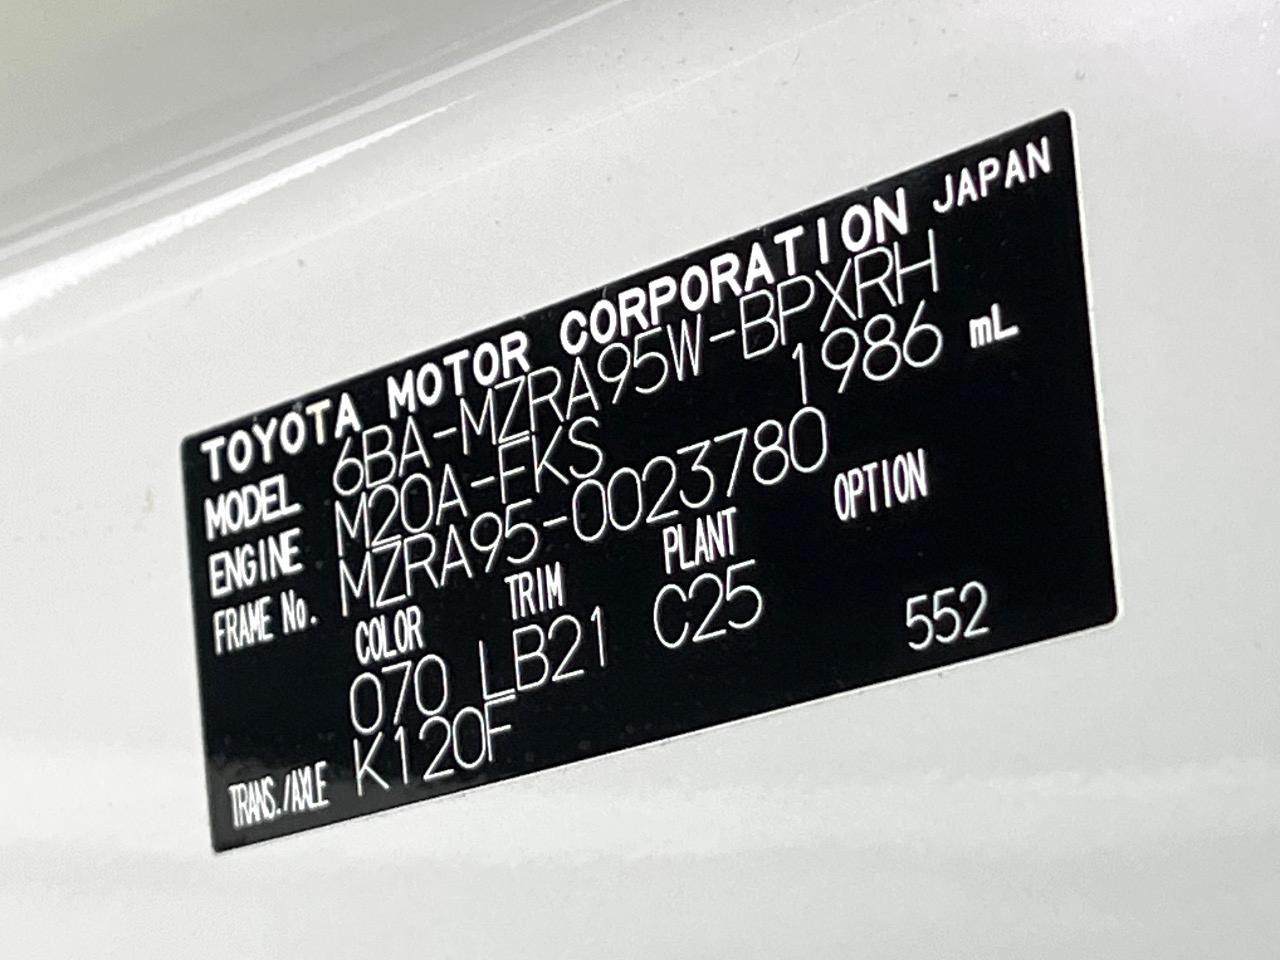 TOYOTA MOTOR CORPORATION JAPAN
MODEL 6BA-MZRA95W-BPXRH
ENGINE M20A-FKS 1986 mL
FRAME No. MZRA95-0023780
COLOR TRIM PLANT OPTION
070 LB21 C25 552
TRANS./AXLE K120F